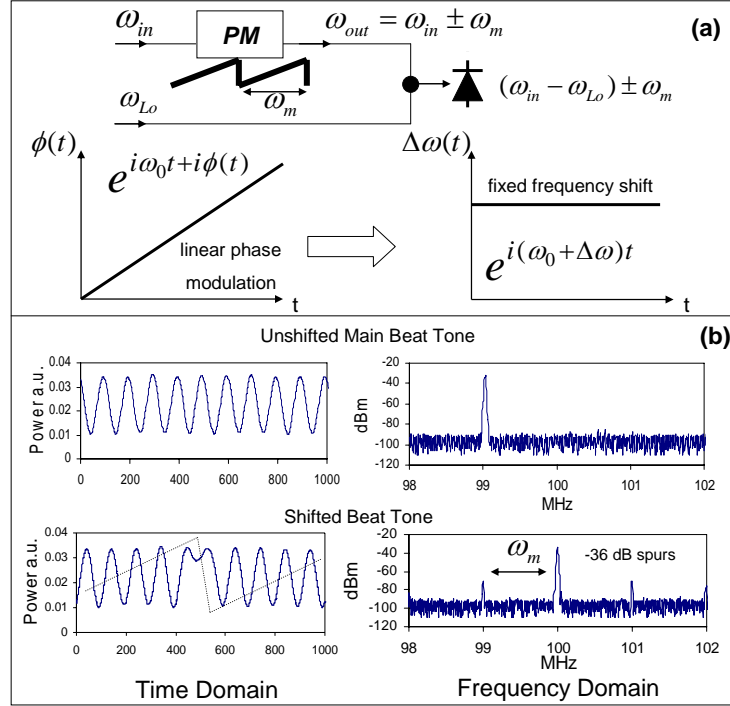 (a)
ω_in PM ω_out = ω_in ± ω_m
ω_Lo ω_m (ω_in − ω_Lo) ± ω_m
ϕ(t) Δω(t)
e^{iω_0 t+iϕ(t)} fixed frequency shift
linear phase
modulation
e^{i(ω_0 + Δω)t}
t t
(b)
Unshifted Main Beat Tone
Power a.u.
0.04
0.03
0.02
0.01
0
0 200 400 600 800 1000
dBm
-20
-40
-60
-80
-100
-120
98 99 100 101 102
MHz
Shifted Beat Tone
Power a.u.
0.04
0.03
0.02
0.01
0
0 200 400 600 800 1000
Time Domain
dBm
-20
-40
-60
-80
-100
-120
ω_m -36 dB spurs
98 99 100 101 102
MHz
Frequency Domain